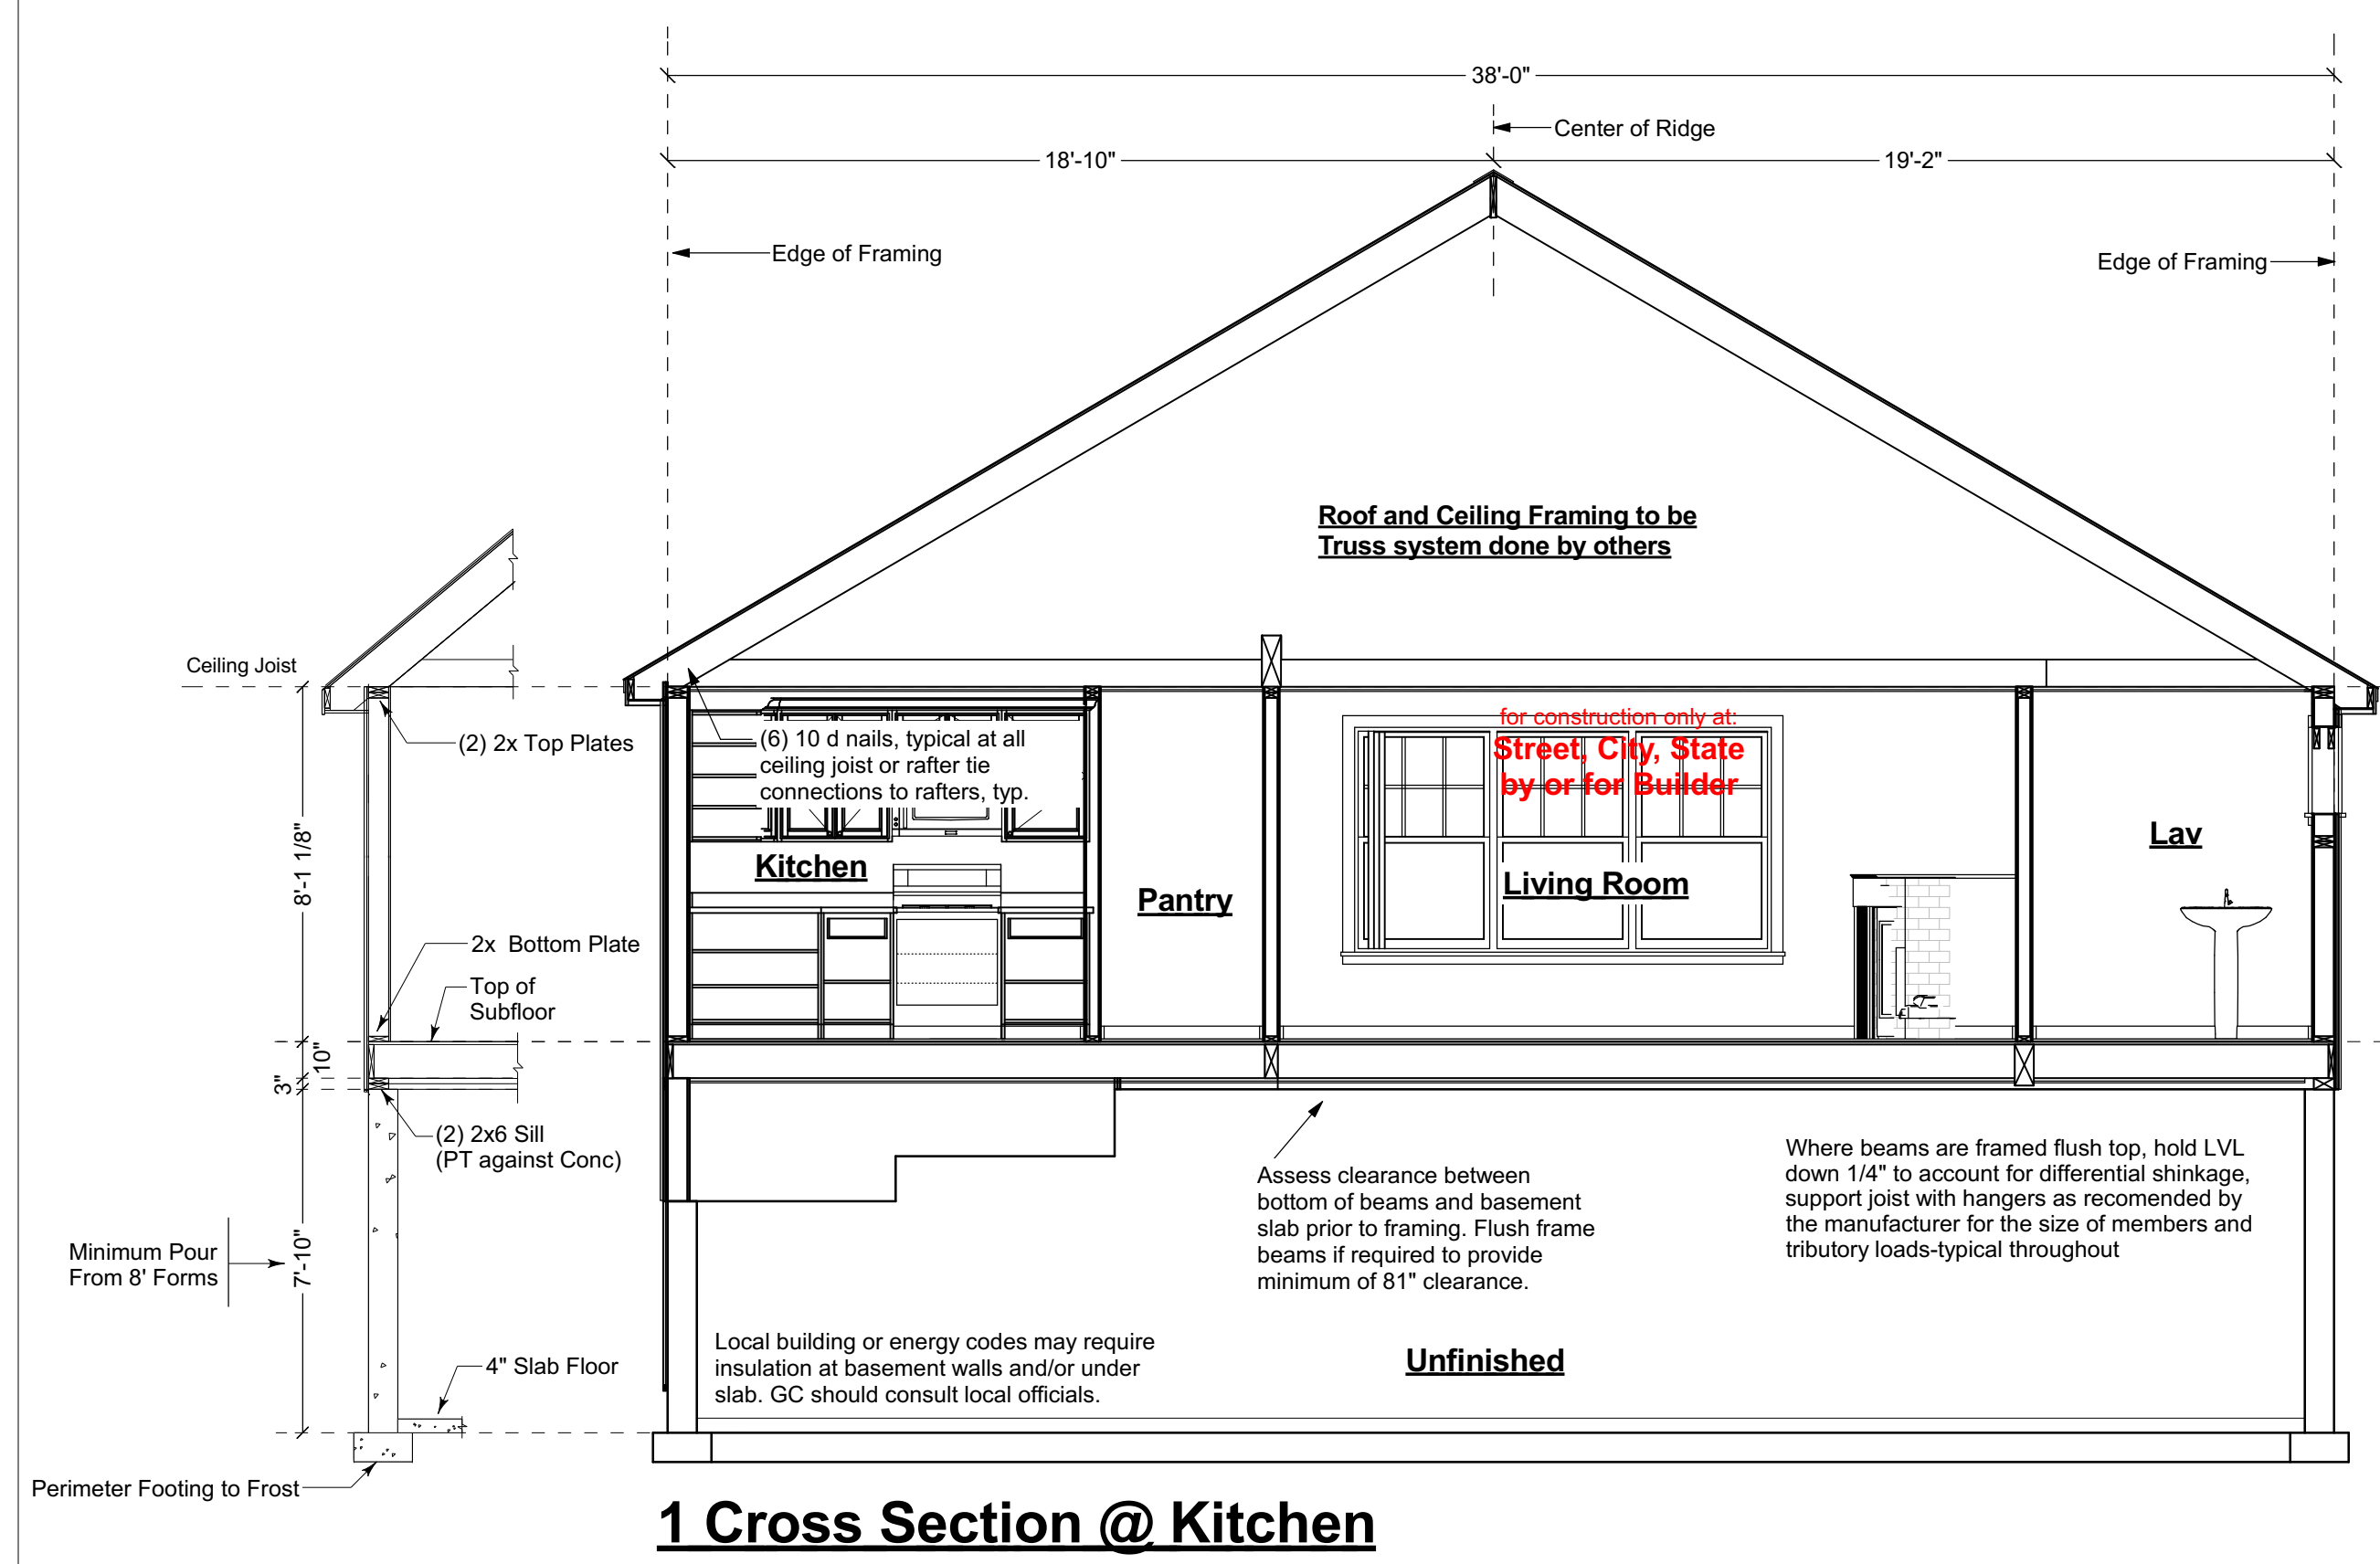 38'-0"
Center of Ridge
18'-10"
19'-2"
Edge of Framing
Edge of Framing
Roof and Ceiling Framing to be
Truss system done by others
Ceiling Joist
(2) 2x Top Plates
(6) 10 d nails, typical at all
ceiling joist or rafter tie
connections to rafters, typ.
for construction only at:
Street, City, State
by or for Builder
8'-1 1/8"
Kitchen
Pantry
Living Room
Lav
2x  Bottom Plate
Top of
Subfloor
10"
3"
(2) 2x6 Sill
(PT against Conc)
Assess clearance between
bottom of beams and basement
slab prior to framing. Flush frame
beams if required to provide
minimum of 81" clearance.
Where beams are framed flush top, hold LVL
down 1/4" to account for differential shinkage,
support joist with hangers as recomended by
the manufacturer for the size of members and
tributory loads-typical throughout
Minimum Pour
From 8' Forms
7'-10"
Local building or energy codes may require
insulation at basement walls and/or under
slab. GC should consult local officials.
Unfinished
4" Slab Floor
Perimeter Footing to Frost
1 Cross Section @ Kitchen